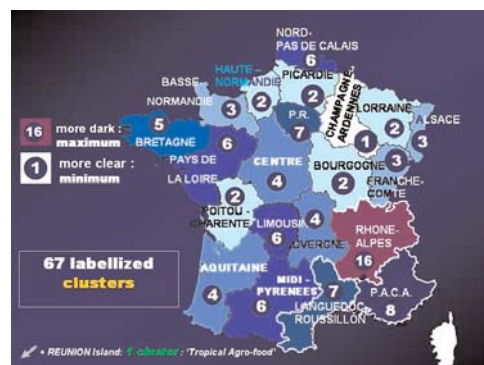 NORD-
PAS DE CALAIS
6
HAUTE -
NORMANDIE
2
PICARDIE
2
BASSE-
NORMANDIE
3
CHAMPAGNE
ARDENNES
1
LORRAINE
2
ALSACE
3
P.R.
7
16 more dark :
maximum
1 more clear :
minimum
5
BRETAGNE
6
PAYS DE
LA LOIRE
CENTRE
4
BOURGOGNE
2
3
FRANCHE-
COMTE
2
POITOU -
CHARENTE
LIMOUSIN
6
4
AUVERGNE
RHONE-
ALPES
16
67 labellized
clusters
AQUITAINE
4
MIDI -
PYRENEES
6
7
LANGUEDOC
ROUSSILLON
P.A.C.A.
8
+ REUNION Island: 1 cluster : 'Tropical Agro-food'